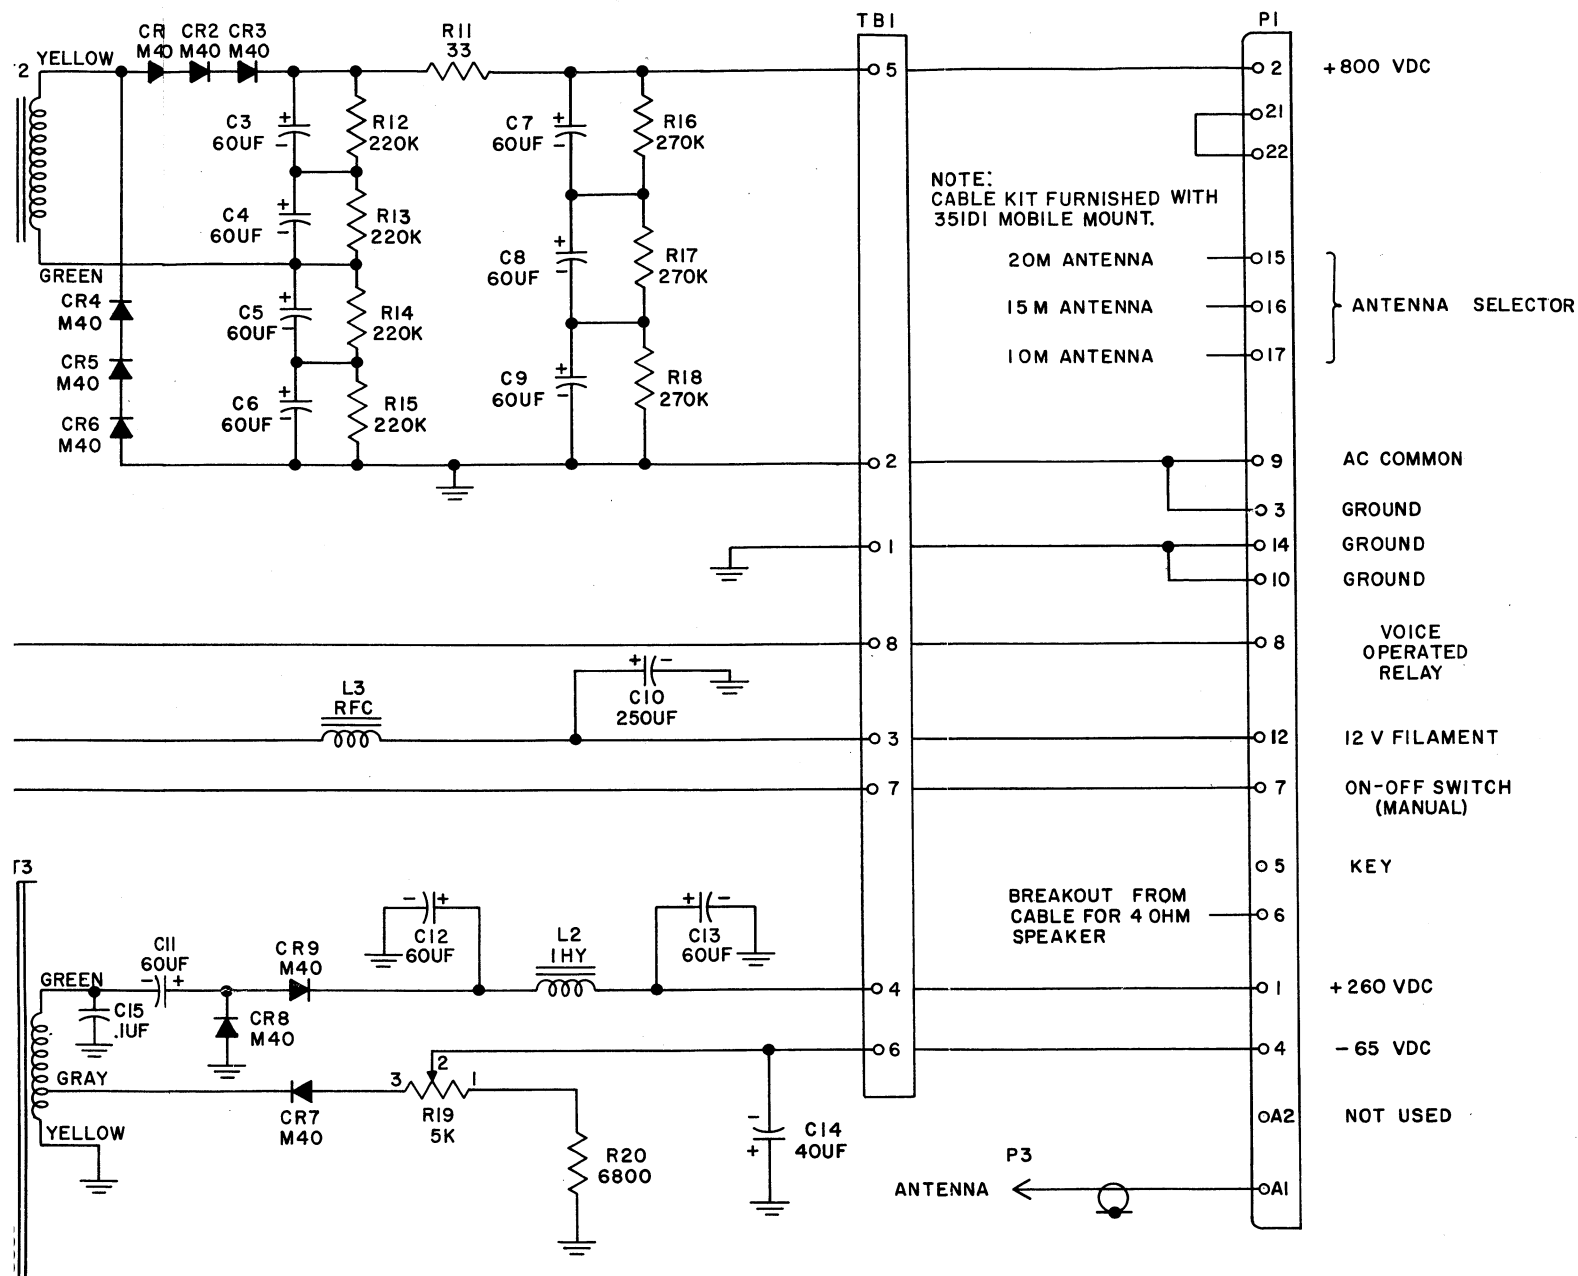 TB1
P1
CR CR2 CR3
M40 M40 M40
R11
33
2 YELLOW
5
2 +800 VDC
21
22
C3
60UF
+
-
R12
220K
C7
60UF
+
-
R16
270K
NOTE:
CABLE KIT FURNISHED WITH
351D1 MOBILE MOUNT.
C4
60UF
+
-
R13
220K
C8
60UF
+
-
R17
270K
20M ANTENNA 15
15M ANTENNA 16
10M ANTENNA 17
ANTENNA SELECTOR
GREEN
CR4
M40
C5
60UF
+
-
R14
220K
CR5
M40
C9
60UF
+
-
R18
270K
C6
60UF
+
-
R15
220K
CR6
M40
2
9 AC COMMON
3 GROUND
1
14 GROUND
10 GROUND
8
8 VOICE
OPERATED
RELAY
+ -
C10
250UF
L3
RFC
3
12 12 V FILAMENT
7
7 ON-OFF SWITCH
(MANUAL)
T3
5 KEY
BREAKOUT FROM
CABLE FOR 4 OHM
SPEAKER
6
- +
C12
60UF
+ -
C13
60UF
L2
1HY
C11
60UF
- +
CR9
M40
GREEN
C15
.1UF
CR8
M40
4
1 +260 VDC
6
4 -65 VDC
GRAY
CR7
M40
3 2 1
R19
5K
YELLOW
R20
6800
-
+
C14
40UF
A2 NOT USED
P3
ANTENNA
A1